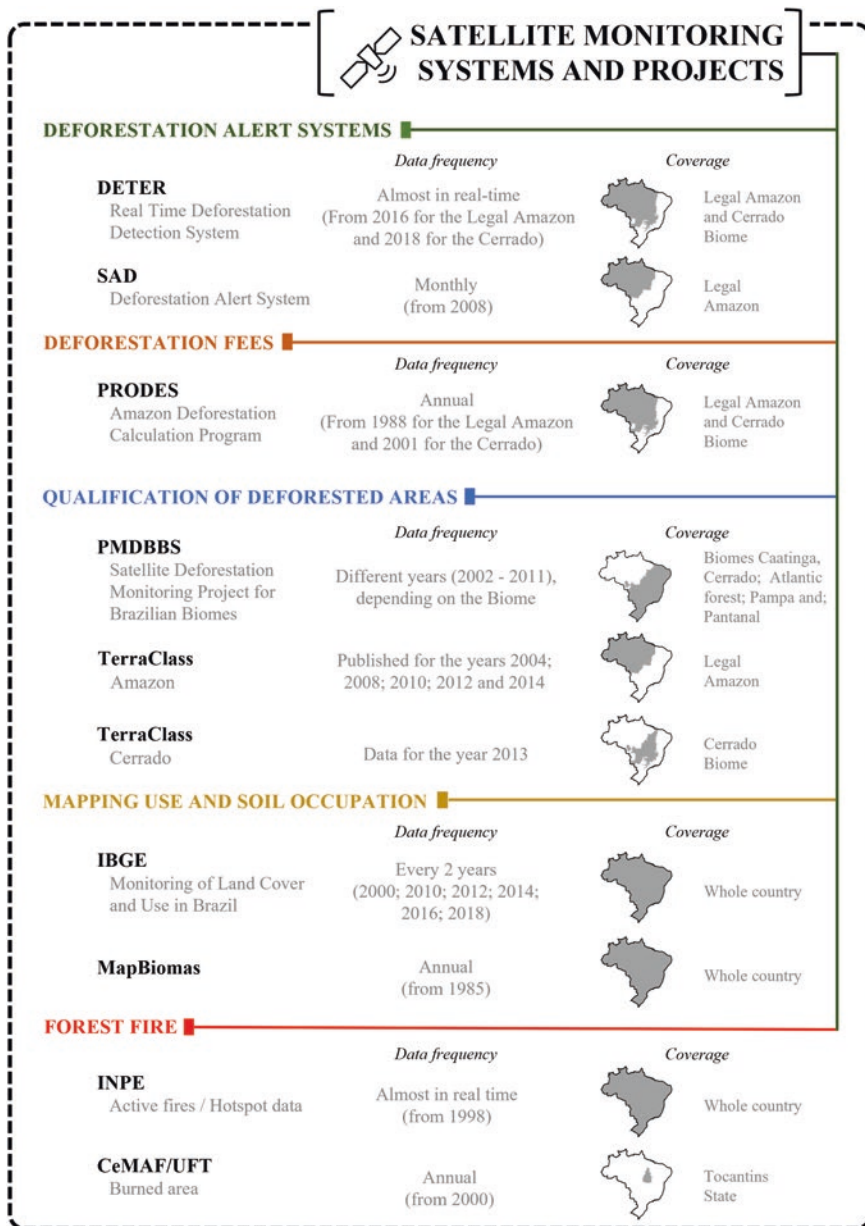 SATELLITE MONITORING
SYSTEMS AND PROJECTS
DEFORESTATION ALERT SYSTEMS
Data frequency
Coverage
DETER
Real Time Deforestation
Detection System
Almost in real-time
(From 2016 for the Legal Amazon
and 2018 for the Cerrado)
Legal Amazon
and Cerrado
Biome
SAD
Deforestation Alert System
Monthly
(from 2008)
Legal
Amazon
DEFORESTATION FEES
Data frequency
Coverage
PRODES
Amazon Deforestation
Calculation Program
Annual
(From 1988 for the Legal Amazon
and 2001 for the Cerrado)
Legal Amazon
and Cerrado
Biome
QUALIFICATION OF DEFORESTED AREAS
Data frequency
Coverage
PMDBBS
Satellite Deforestation
Monitoring Project for
Brazilian Biomes
Different years (2002 - 2011),
depending on the Biome
Biomes Caatinga,
Cerrado; Atlantic
forest; Pampa and;
Pantanal
TerraClass
Amazon
Published for the years 2004;
2008; 2010; 2012 and 2014
Legal
Amazon
TerraClass
Cerrado
Data for the year 2013
Cerrado
Biome
MAPPING USE AND SOIL OCCUPATION
Data frequency
Coverage
IBGE
Monitoring of Land Cover
and Use in Brazil
Every 2 years
(2000; 2010; 2012; 2014;
2016; 2018)
Whole country
MapBiomas
Annual
(from 1985)
Whole country
FOREST FIRE
Data frequency
Coverage
INPE
Active fires / Hotspot data
Almost in real time
(from 1998)
Whole country
CeMAF/UFT
Burned area
Annual
(from 2000)
Tocantins
State